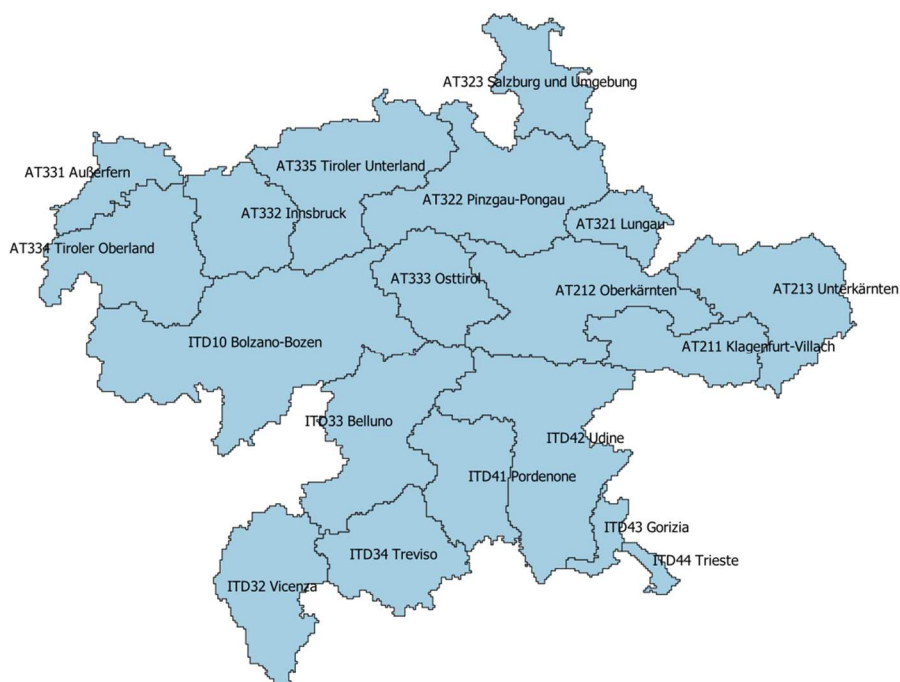 AT323 Salzburg und Umgebung
AT335 Tiroler Unterland
AT331 Außerfern
AT322 Pinzgau-Pongau
AT332 Innsbruck
AT321 Lungau
AT334 Tiroler Oberland
AT333 Osttirol
AT212 Oberkärnten
AT213 Unterkärnten
ITD10 Bolzano-Bozen
AT211 Klagenfurt-Villach
ITD33 Belluno
ITD42 Udine
ITD41 Pordenone
ITD43 Gorizia
ITD34 Treviso
ITD44 Trieste
ITD32 Vicenza